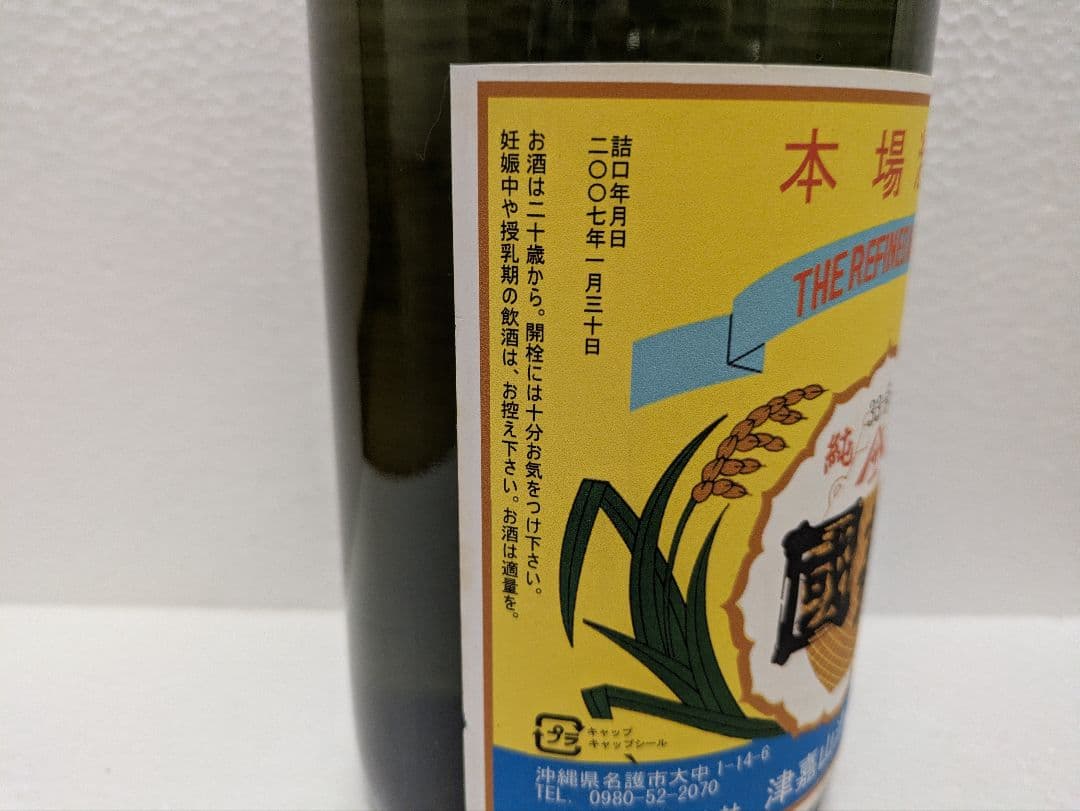 本場
THE REFINED
詰口年月日
二〇〇七年一月三十日
お酒は二十歳から。開栓には十分お気をつけ下さい。
妊娠中や授乳期の飲酒は、お控え下さい。お酒は適量を。
純
國
プラ
キャップ
キャップシール
沖縄県名護市大中1-14-6
TEL. 0980-52-2070
津嘉山